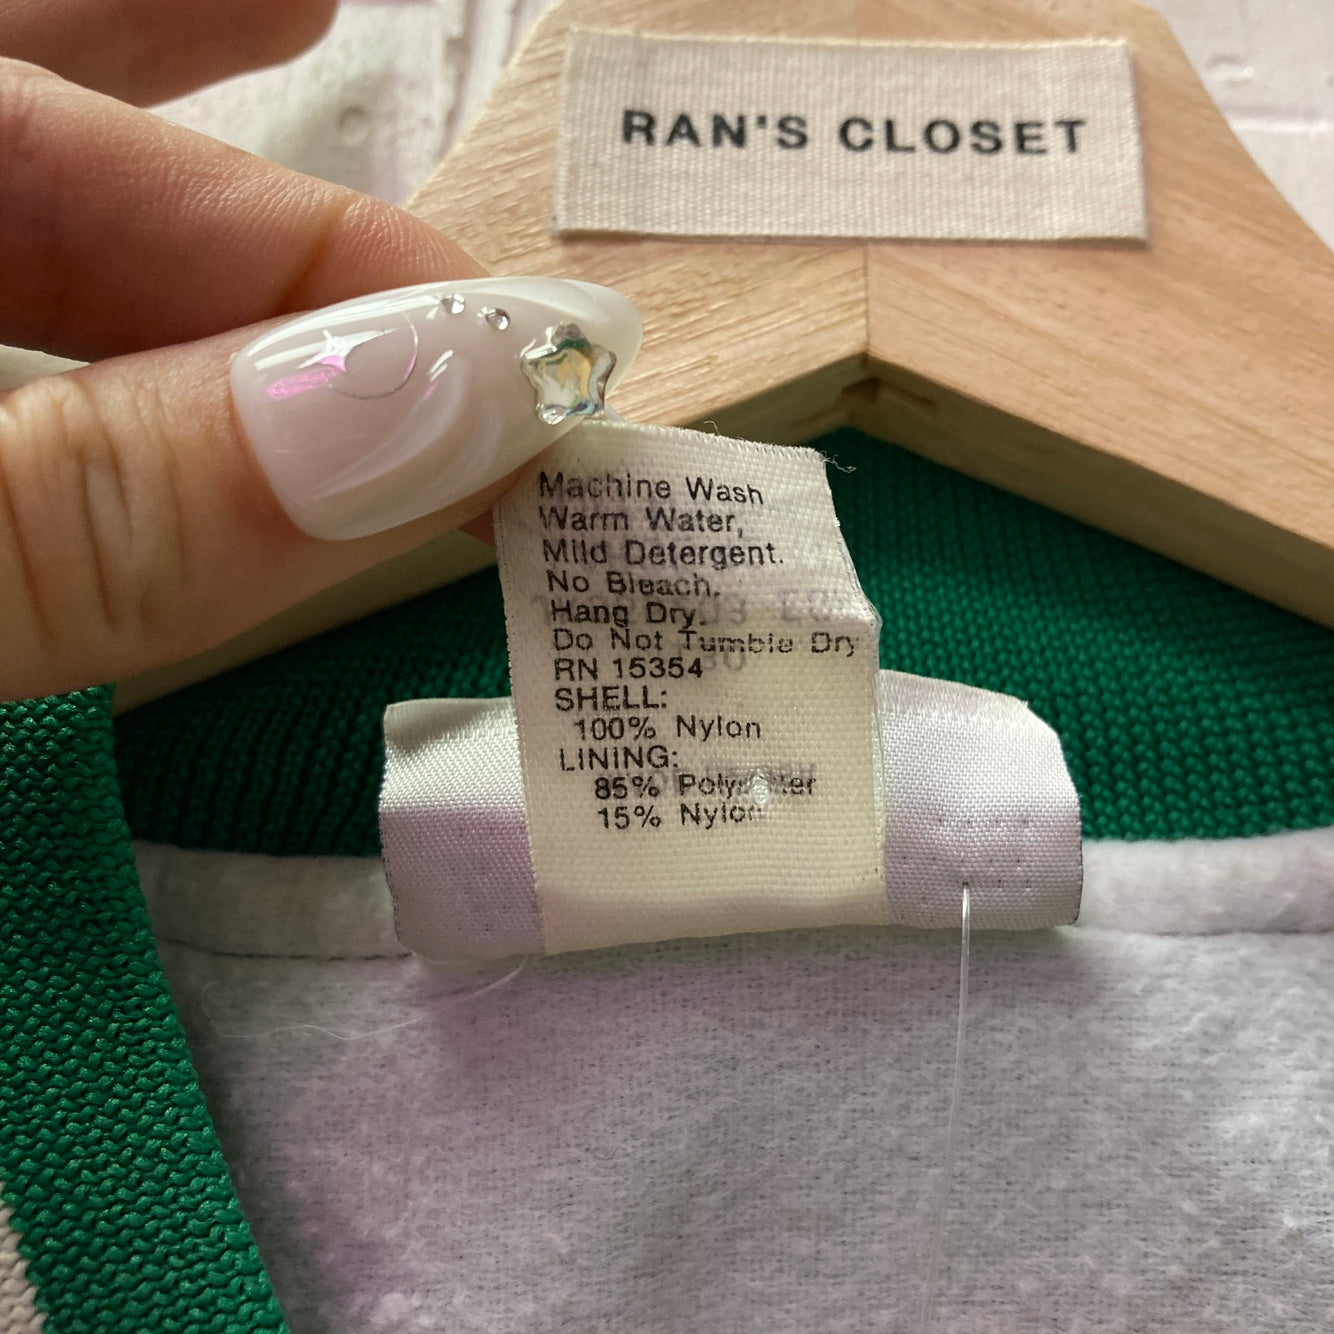 RAN'S CLOSET
Machine Wash
Warm Water,
Mild Detergent.
No Bleach.
Hang Dry.
Do Not Tumble Dry
RN 15354
SHELL:
100% Nylon
LINING:
85% Polyester
15% Nylon